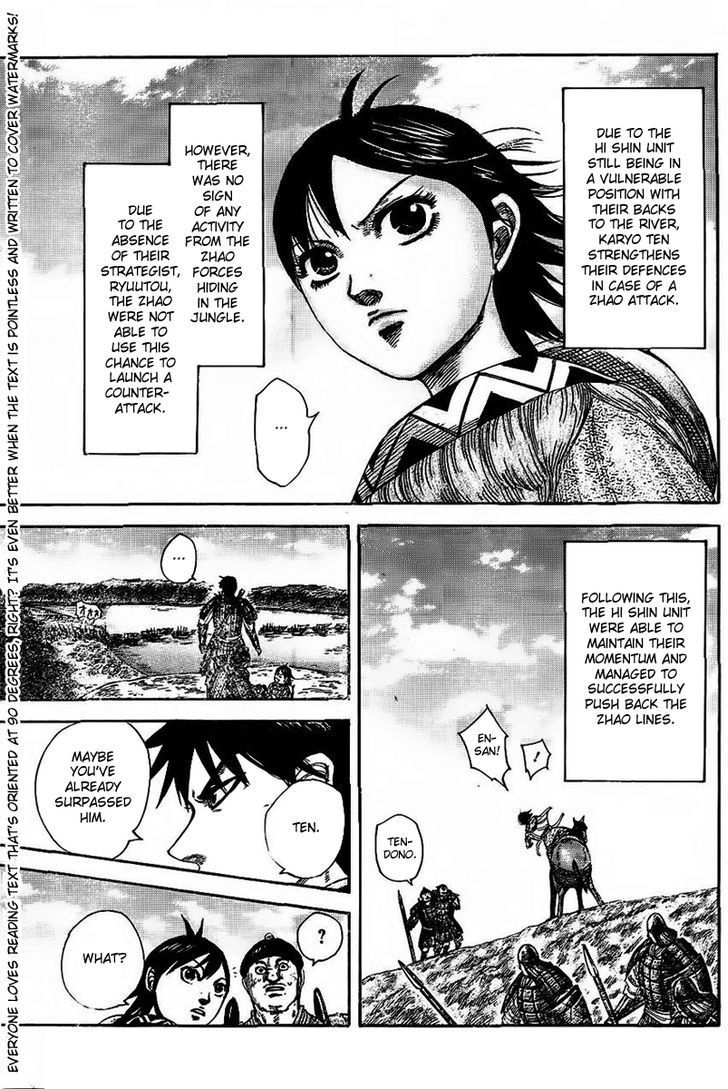 DUE TO THE
HI SHIN UNIT
STILL BEING IN
A VULNERABLE
POSITION WITH
THEIR BACKS
TO THE RIVER,
KARYO TEN
STRENGTHENS
THEIR DEFENCES
IN CASE OF A
ZHAO ATTACK.
HOWEVER,
THERE
WAS NO
SIGN
OF ANY
ACTIVITY
FROM THE
ZHAO
FORCES
HIDING
IN THE
JUNGLE.
DUE
TO THE
ABSENCE
OF THEIR
STRATEGIST,
RYUUTOU,
THE ZHAO
WERE NOT
ABLE TO
USE THIS
CHANCE TO
LAUNCH A
COUNTER-
ATTACK.
...
FOLLOWING THIS,
THE HI SHIN UNIT
WERE ABLE TO
MAINTAIN THEIR
MOMENTUM AND
MANAGED TO
SUCCESSFULLY
PUSH BACK THE
ZHAO LINES.
!
EN-
SAN!
TEN-
DONO.
...
TEN.
MAYBE
YOU'VE
ALREADY
SURPASSED
HIM.
?
WHAT?
EVERYONE LOVES READING TEXT THAT'S ORIENTED AT 90 DEGREES, RIGHT? IT'S EVEN BETTER WHEN THE TEXT IS POINTLESS AND WRITTEN TO COVER WATERMARKS!